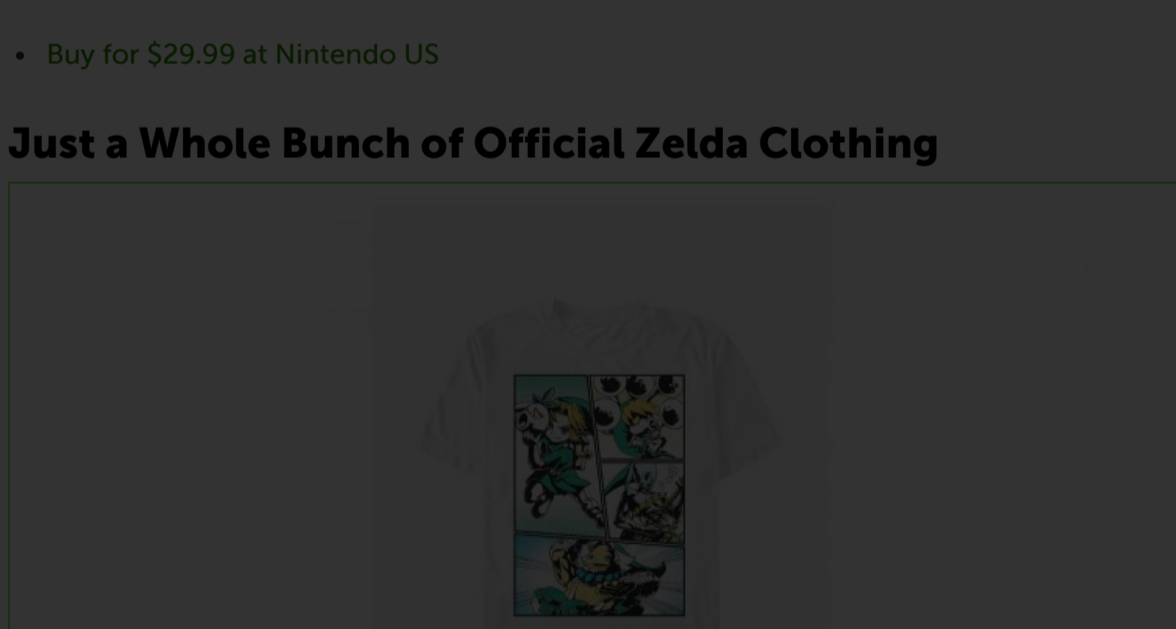 • Buy for $29.99 at Nintendo US
Just a Whole Bunch of Official Zelda Clothing